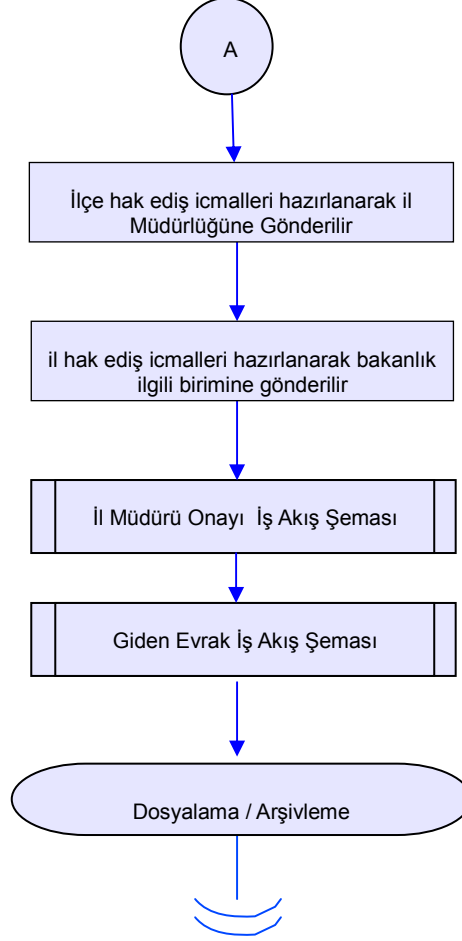 A
İlçe hak ediş icmalleri hazırlanarak il
Müdürlüğüne Gönderilir
il hak ediş icmalleri hazırlanarak bakanlık
ilgili birimine gönderilir
İl Müdürü Onayı İş Akış Şeması
Giden Evrak İş Akış Şeması
Dosyalama / Arşivleme